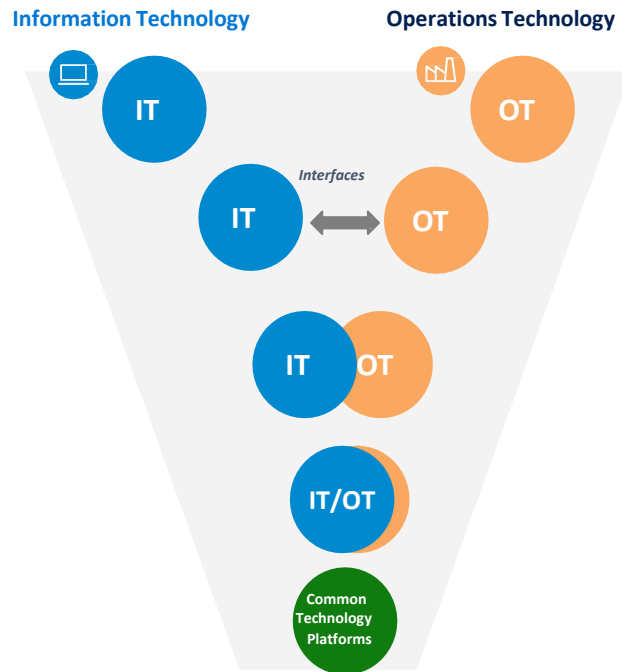 Information Technology
Operations Technology
IT
OT
Interfaces
IT
OT
IT
OT
IT/OT
Common
Technology
Platforms